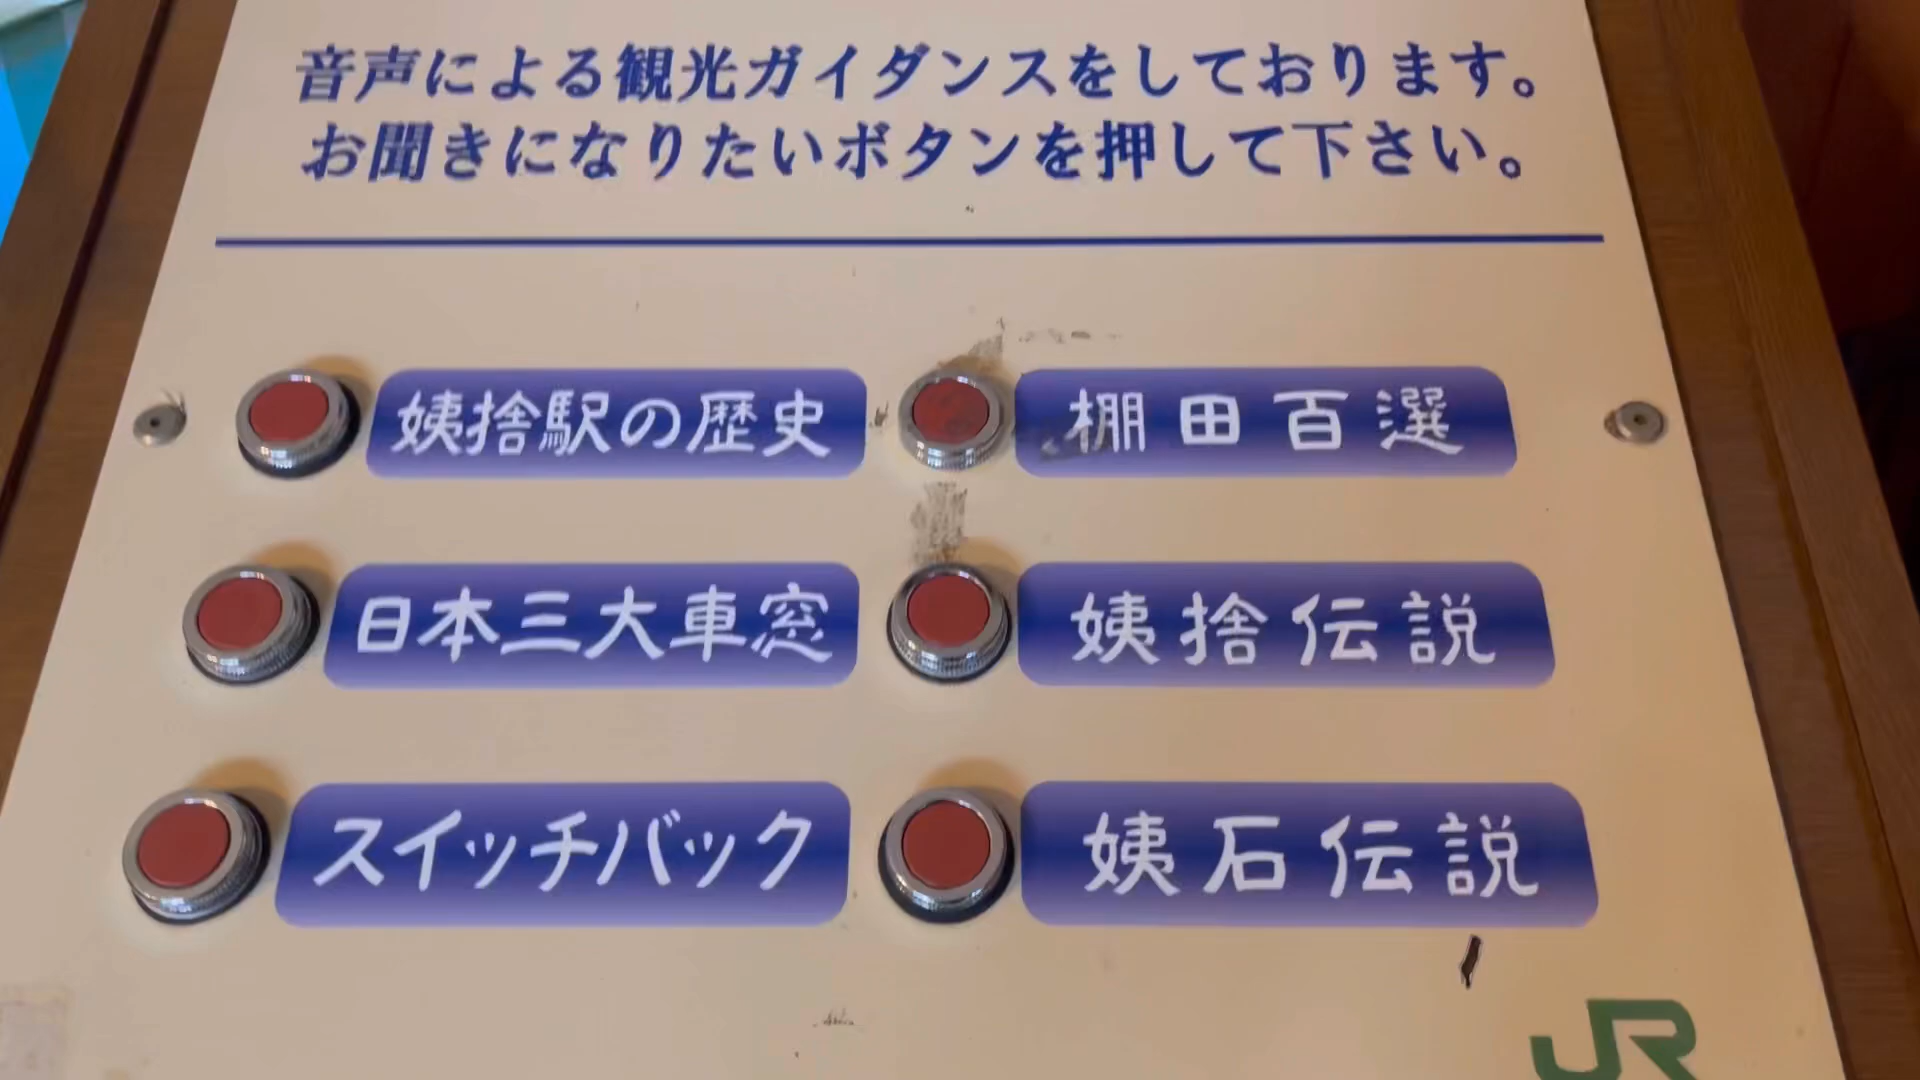 音声による観光ガイダンスをしております。
お聞きになりたいボタンを押して下さい。
姨捨駅の歴史
棚田百選
日本三大車窓
姨捨伝説
スイッチバック
姨石伝説
JR